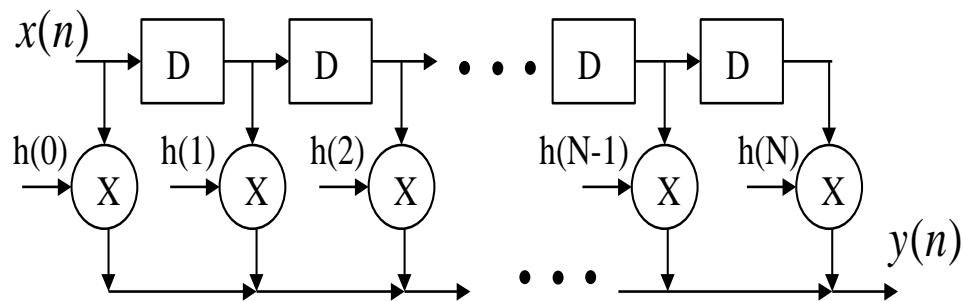 x(n)
D D • • • D D
h(0) h(1) h(2) h(N-1) h(N)
X X X X X
y(n)
• • •